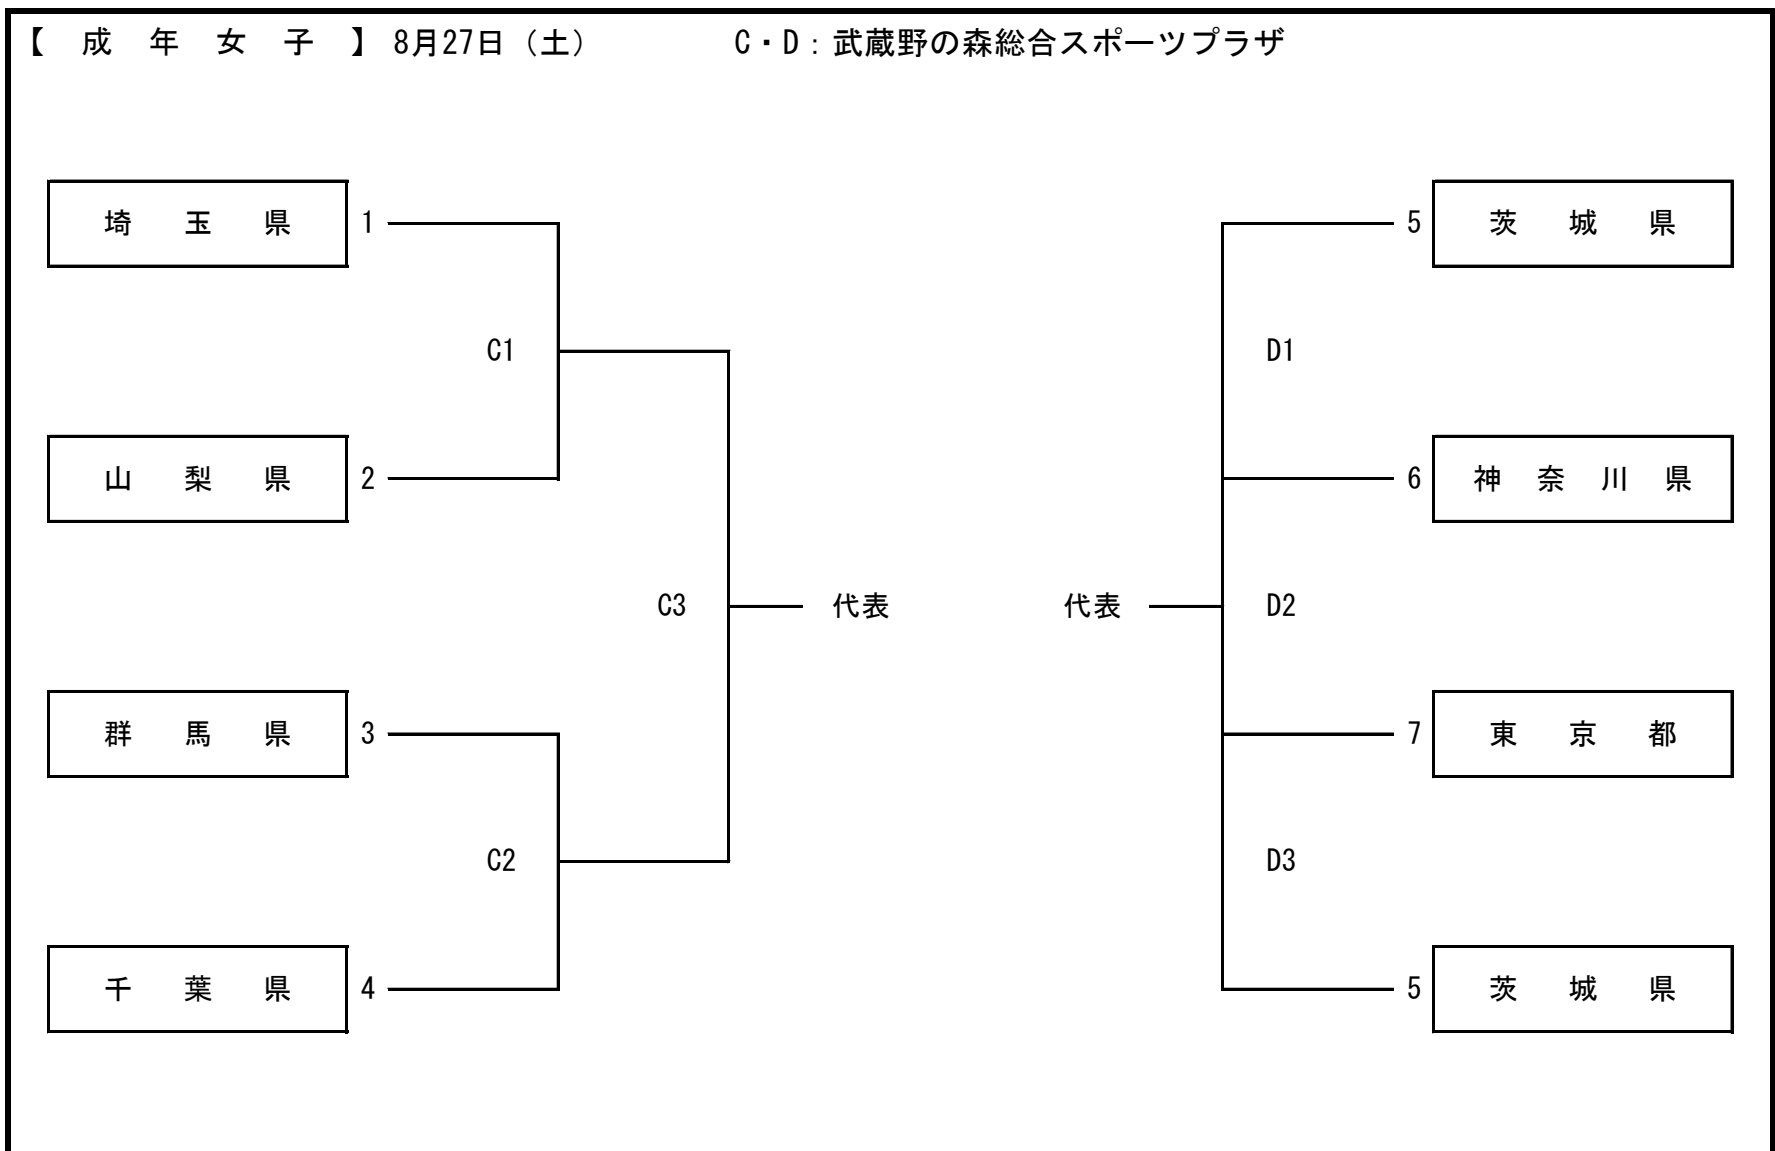 【 成 年 女 子 】 8月27日（土） C・D：武蔵野の森総合スポーツプラザ
埼 玉 県 1
5 茨 城 県
C1
D1
山 梨 県 2
6 神 奈 川 県
C3 代表
代表 D2
群 馬 県 3
7 東 京 都
C2
D3
千 葉 県 4
5 茨 城 県